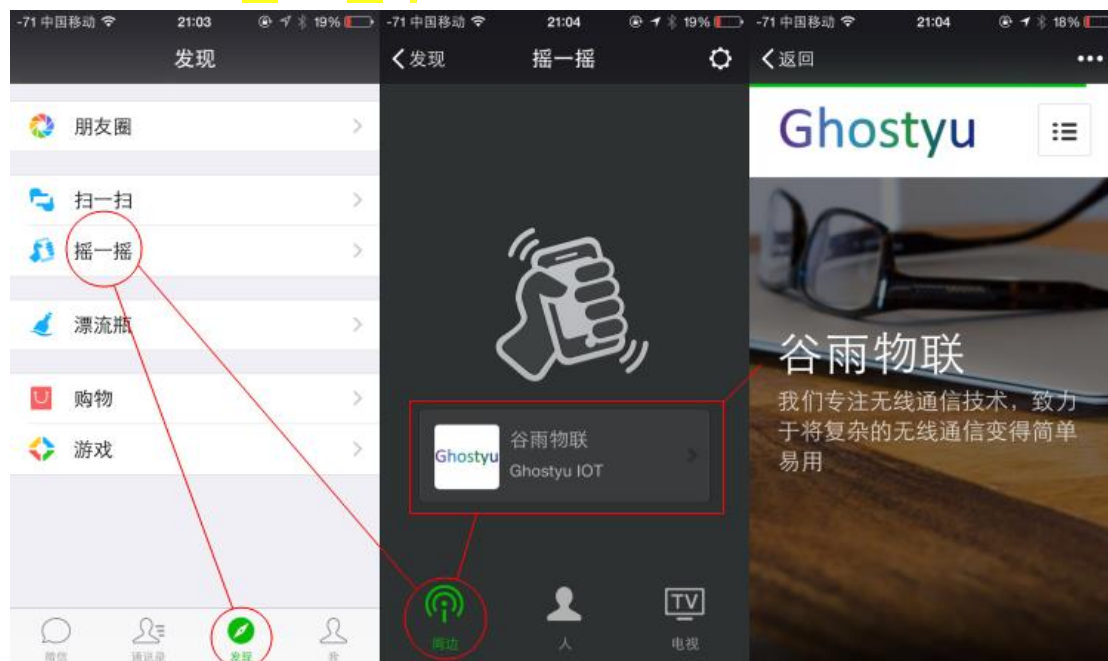 -71 中国移动 21:03 19%
发现
朋友圈
扫一扫
摇一摇
漂流瓶
购物
游戏
微信
通讯录
发现
我
-71 中国移动 21:04 19%
发现
摇一摇
Ghostyu
谷雨物联
Ghostyu IOT
周边
人
TV
电视
-71 中国移动 21:04 18%
返回
Ghostyu
谷雨物联
我们专注无线通信技术，致力
于将复杂的无线通信变得简单
易用